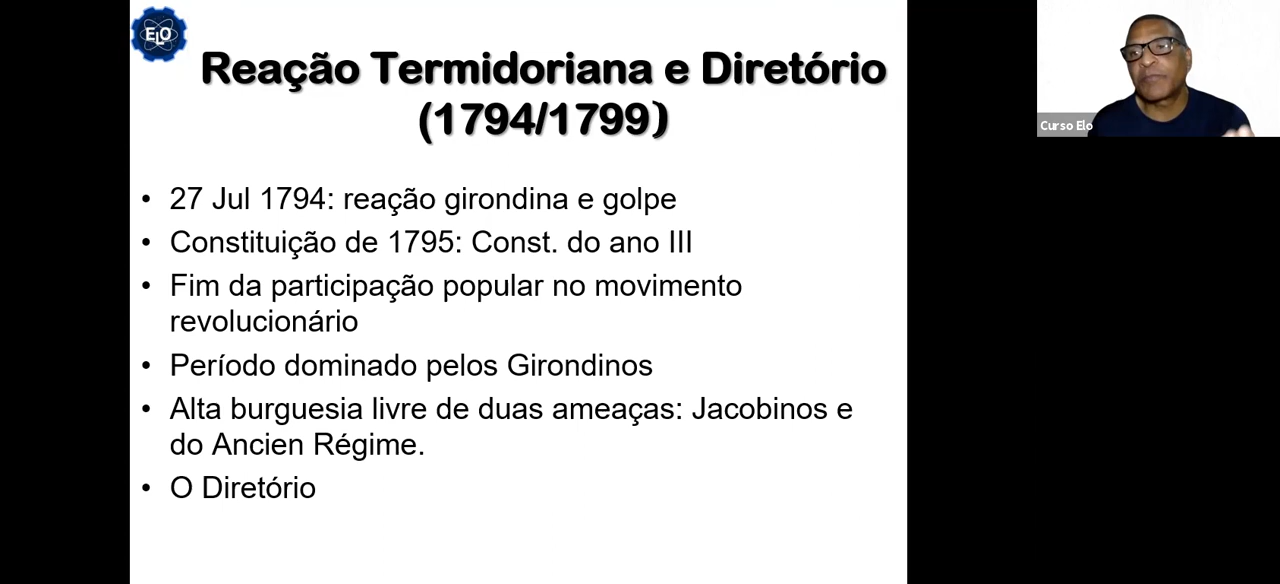 ELO
Reação Termidoriana e Diretório
(1794/1799)
• 27 Jul 1794: reação girondina e golpe
• Constituição de 1795: Const. do ano III
• Fim da participação popular no movimento
revolucionário
• Período dominado pelos Girondinos
• Alta burguesia livre de duas ameaças: Jacobinos e
do Ancien Régime.
• O Diretório
Curso Elo